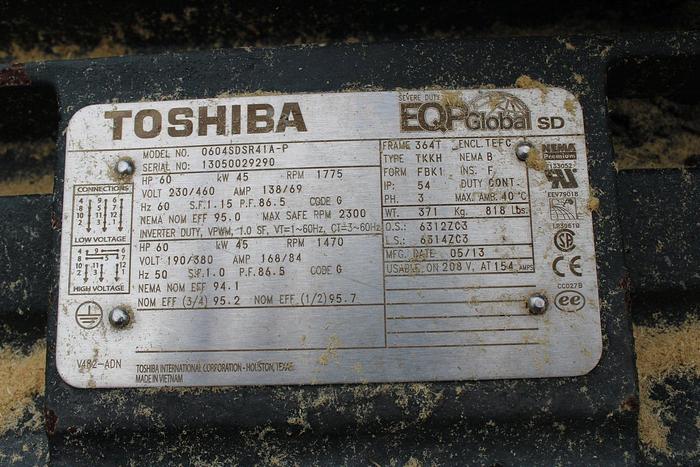 TOSHIBA
SEVERE DUTY
EQP Global SD
MODEL NO. 0604SDSR41A-P
SERIAL NO: 13050029290
HP 60 kW 45 RPM 1775
VOLT 230/460 AMP 138/69
Hz 60 S.F.1.15 P.F.86.5 CODE G
NEMA NOM EFF 95.0 MAX SAFE RPM 2300
INVERTER DUTY, VPWM, 1.0 SF, VT=1~60Hz, CT=3~60Hz
HP 60 kW 45 RPM 1470
VOLT 190/380 AMP 168/84
Hz 50 S.F.1.0 P.F.86.5 CODE G
NEMA NOM EFF 94.1
NOM EFF (3/4) 95.2 NOM EFF (1/2) 95.7
FRAME 364T ENCL. TEFC
TYPE TKKH NEMA B
FORM FBK1 INS. F
IP: 54 DUTY CONT.
PH. 3 MAX. AMB. 40°C
WT. 371 Kg. 818 Lbs.
O.S.: 6312ZC3
L.S.: 6314ZC3
MFG. DATE 05/13
USABLE ON 208 V, AT 154 AMPS
NEMA
Premium
EEV7901B
CE
CC027B
ee
CONNECTIONS
LOW VOLTAGE
HIGH VOLTAGE
V482-ADN
TOSHIBA INTERNATIONAL CORPORATION - HOUSTON, TEXAS
MADE IN VIETNAM